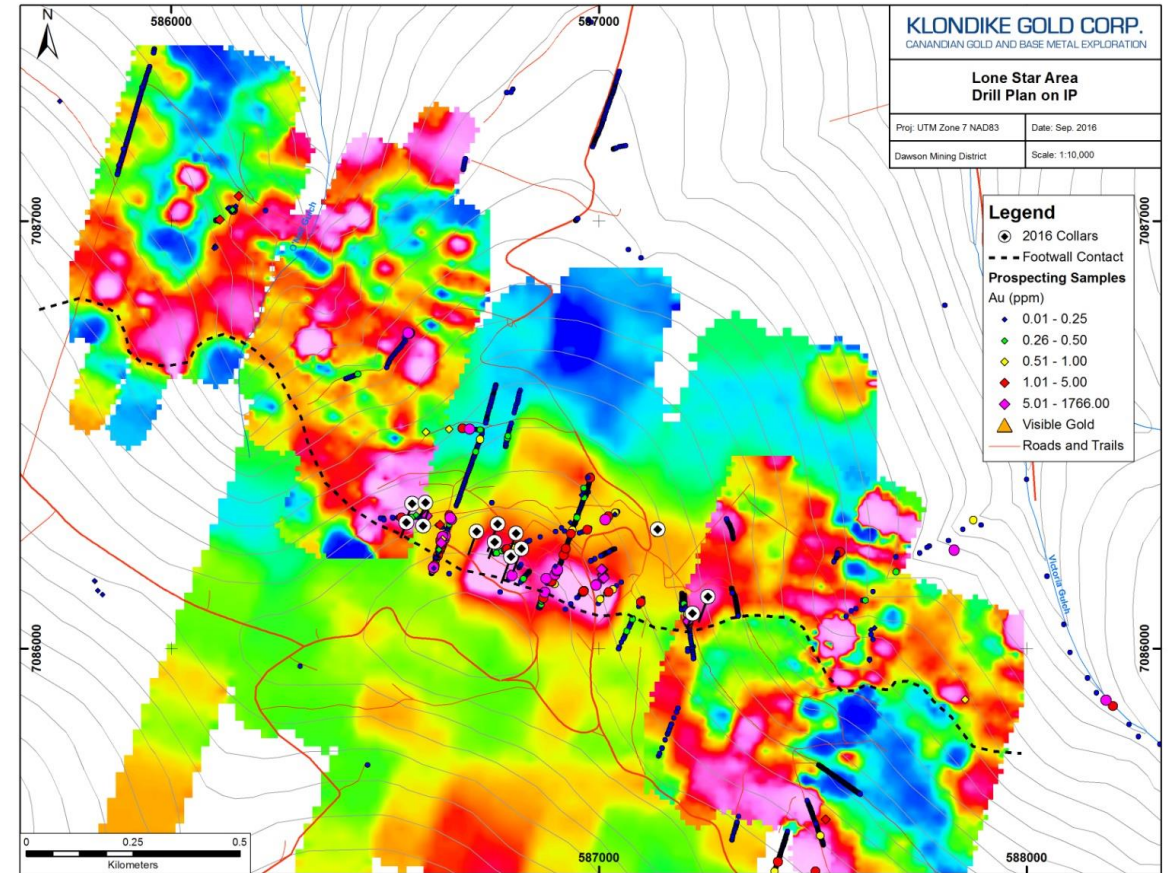 N
586000
587000
KLONDIKE GOLD CORP.
CANANDIAN GOLD AND BASE METAL EXPLORATION
Lone Star Area
Drill Plan on IP
Proj: UTM Zone 7 NAD83
Date: Sep. 2016
Dawson Mining District
Scale: 1:10,000
7087000
7087000
Gulch
Legend
2016 Collars
Footwall Contact
Prospecting Samples
Au (ppm)
0.01 - 0.25
0.26 - 0.50
0.51 - 1.00
1.01 - 5.00
5.01 - 1766.00
Visible Gold
Roads and Trails
Victoria Gulch
7086000
7086000
0 0.25 0.5
Kilometers
587000
588000